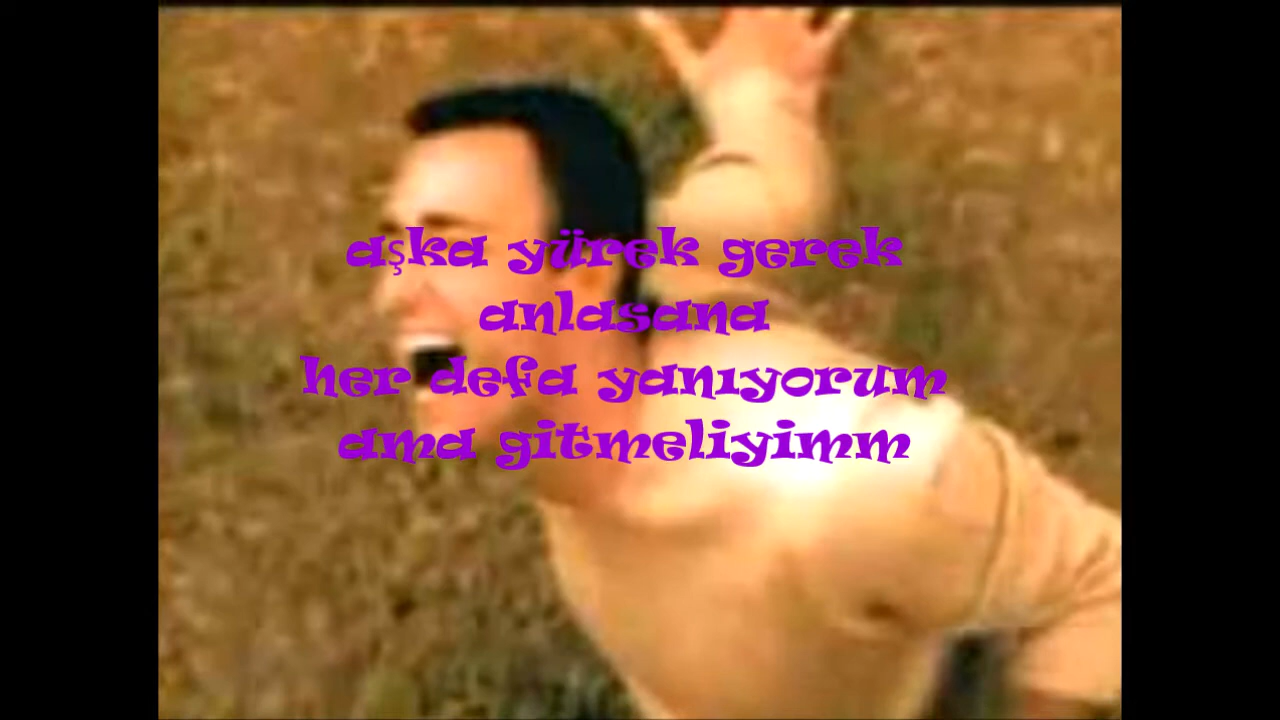 aşka yürek gerek
anlasana
her defa yanıyorum
ama gitmeliyimm